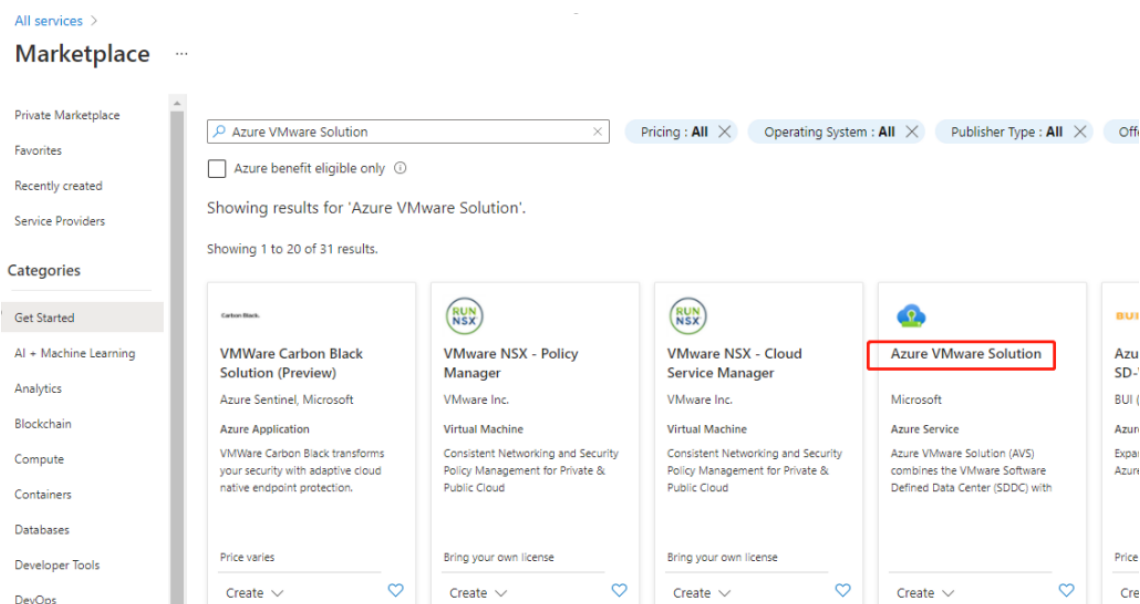 All services >
Marketplace ...
Private Marketplace
Favorites
Recently created
Service Providers
Categories
Get Started
AI + Machine Learning
Analytics
Blockchain
Compute
Containers
Databases
Developer Tools
DevOps
Azure VMware Solution
Pricing : All
Operating System : All
Publisher Type : All
Azure benefit eligible only
Showing results for 'Azure VMware Solution'.
Showing 1 to 20 of 31 results.
Carbon Black.
VMWare Carbon Black
Solution (Preview)
Azure Sentinel, Microsoft
Azure Application
VMWare Carbon Black transforms
your security with adaptive cloud
native endpoint protection.
Price varies
Create
RUN
NSX
VMware NSX - Policy
Manager
VMware Inc.
Virtual Machine
Consistent Networking and Security
Policy Management for Private &
Public Cloud
Bring your own license
Create
RUN
NSX
VMware NSX - Cloud
Service Manager
VMware Inc.
Virtual Machine
Consistent Networking and Security
Policy Management for Private &
Public Cloud
Bring your own license
Create
Azure VMware Solution
Microsoft
Azure Service
Azure VMware Solution (AVS)
combines the VMware Software
Defined Data Center (SDDC) with
Create
BUI
SD-
BUI (
Price